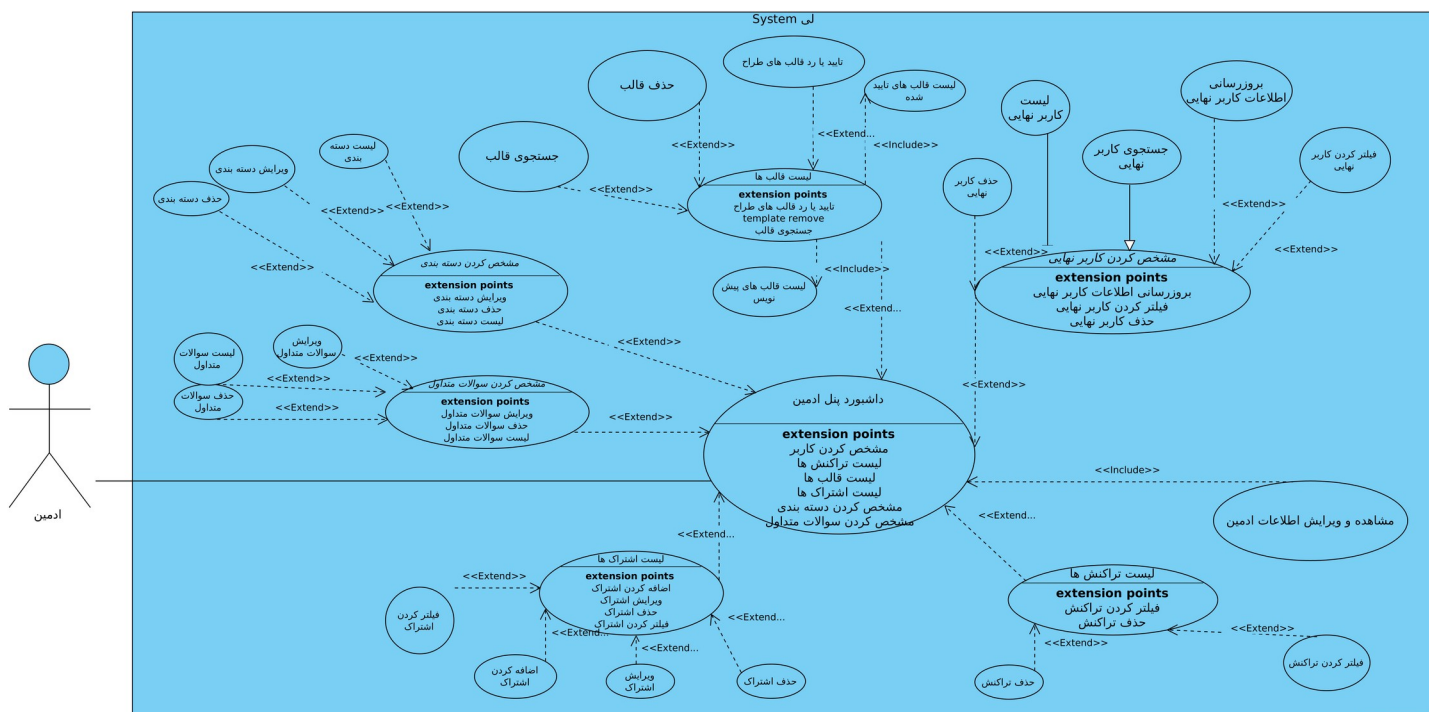 لی System
تایید یا رد قالب های طراح
حذف قالب
لیست قالب های تایید
شده
بروزرسانی
اطلاعات کاربر نهایی
لیست
کاربر نهایی
جستجوی کاربر
نهایی
فیلتر کردن کاربر
نهایی
حذف کاربر
نهایی
جستجوی قالب
لیست دسته
بندی
ویرایش دسته بندی
حذف دسته بندی
<<Extend>>
<<Extend...
<<Include>>
<<Extend>>
<<Extend>>
<<Extend>>
<<Extend>>
<<Extend>>
<<Extend>>
<<Extend>>
<<Extend>>
لیست قالب ها
extension points
تایید یا رد قالب های طراح
template remove
جستجوی قالب
مشخص کردن دسته بندی
extension points
ویرایش دسته بندی
حذف دسته بندی
لیست دسته بندی
مشخص کردن کاربر نهایی
extension points
بروزرسانی اطلاعات کاربر نهایی
فیلتر کردن کاربر نهایی
حذف کاربر نهایی
<<Include>>
لیست قالب های پیش
نویس
<<Extend...
ویرایش
سوالات متداول
لیست سوالات
متداول
حذف سوالات
متداول
<<Extend>>
<<Extend>>
<<Extend>>
مشخص کردن سوالات متداول
extension points
ویرایش سوالات متداول
حذف سوالات متداول
لیست سوالات متداول
<<Extend>>
<<Extend>>
<<Extend>>
داشبورد پنل ادمین
extension points
مشخص کردن کاربر
لیست تراکنش ها
لیست قالب ها
لیست اشتراک ها
مشخص کردن دسته بندی
مشخص کردن سوالات متداول
<<Include>>
مشاهده و ویرایش اطلاعات ادمین
ادمین
<<Extend...
<<Extend...
لیست اشتراک ها
extension points
اضافه کردن اشتراک
ویرایش اشتراک
حذف اشتراک
فیلتر کردن اشتراک
لیست تراکنش ها
extension points
فیلتر کردن تراکنش
حذف تراکنش
<<Extend>>
<<Extend...
<<Extend...
<<Extend...
<<Extend>>
<<Extend>>
فیلتر کردن
اشتراک
اضافه کردن
اشتراک
ویرایش
اشتراک
حذف اشتراک
حذف تراکنش
فیلتر کردن تراکنش